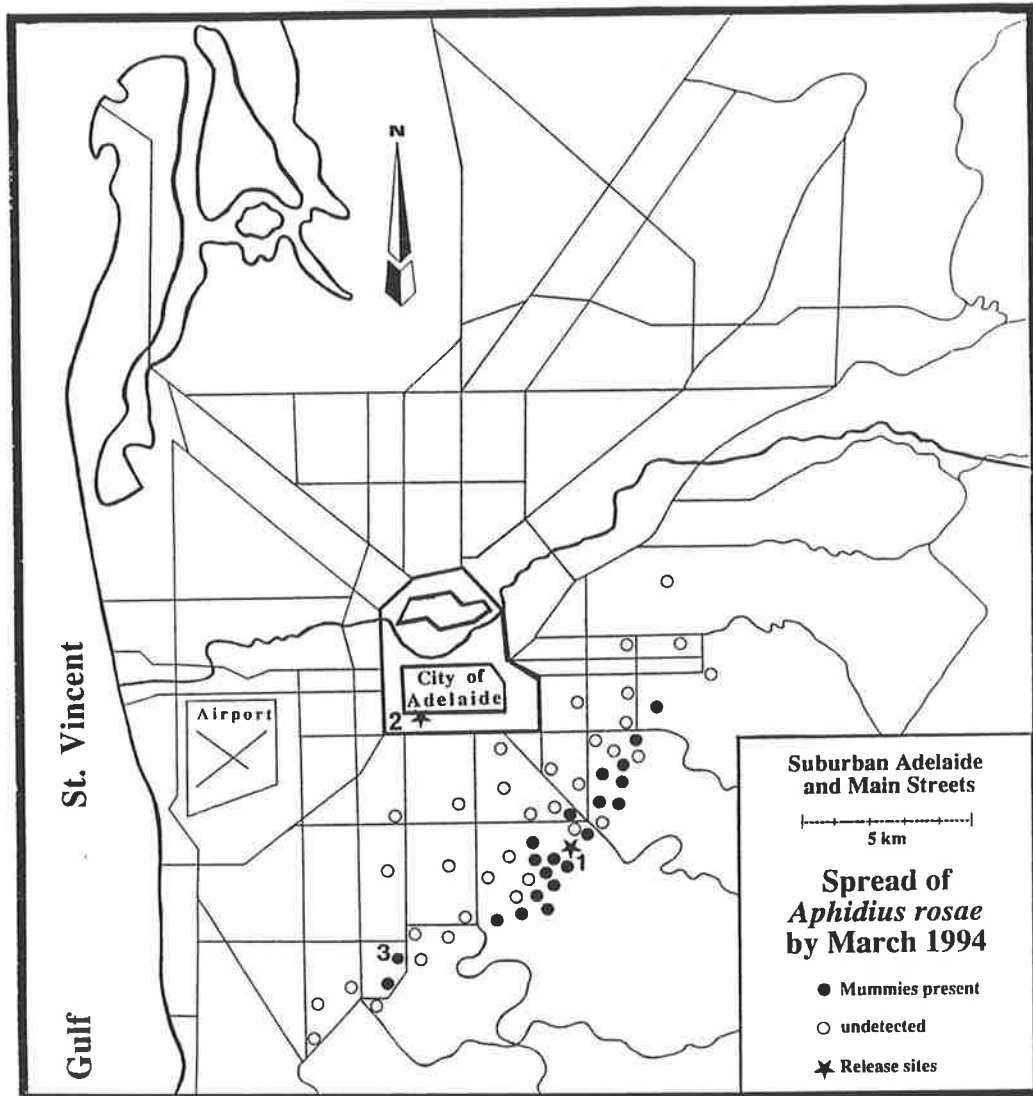 N
City of
Adelaide
2
Airport
St. Vincent
Gulf
1
3
Suburban Adelaide
and Main Streets
5 km
Spread of
Aphidius rosae
by March 1994
Mummies present
undetected
Release sites